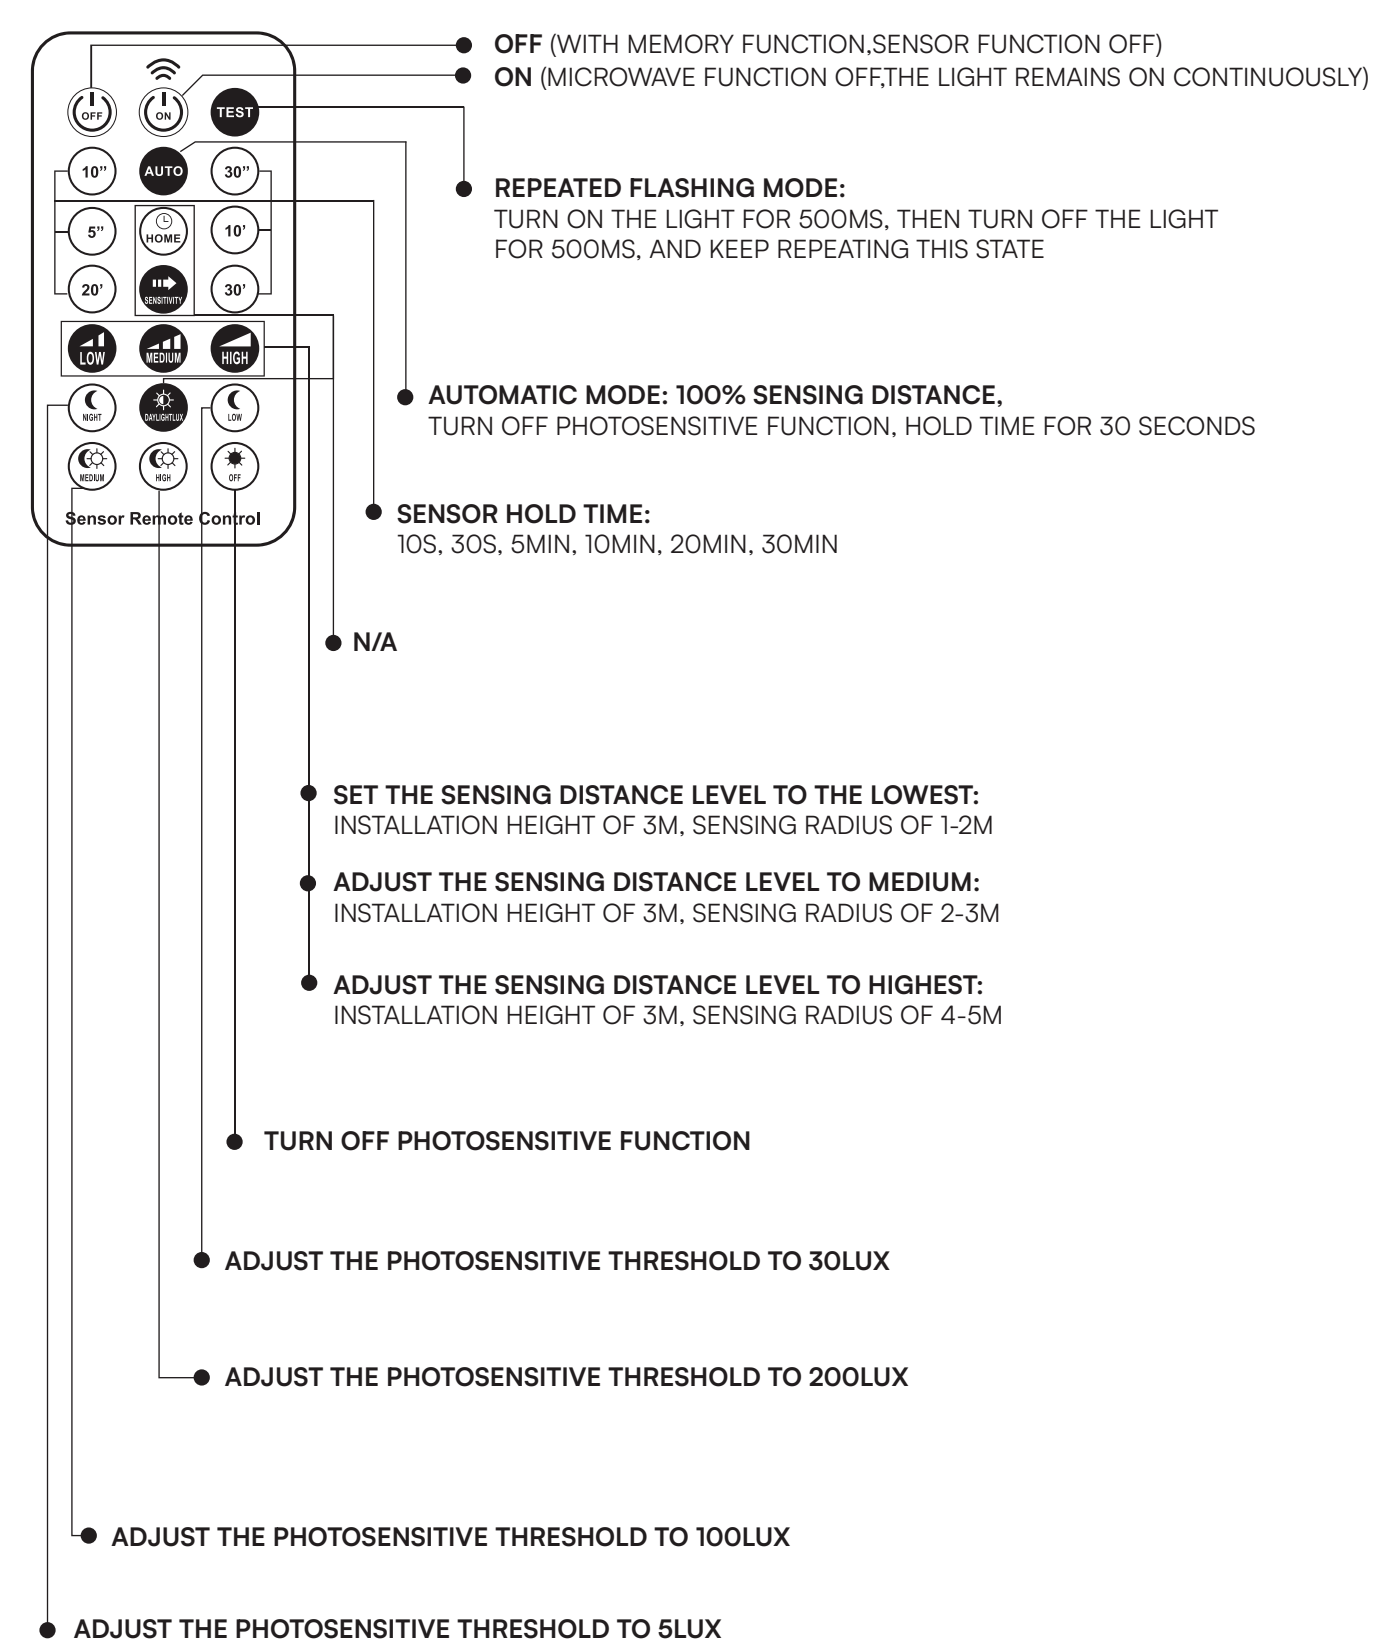 OFF (WITH MEMORY FUNCTION,SENSOR FUNCTION OFF)
ON (MICROWAVE FUNCTION OFF,THE LIGHT REMAINS ON CONTINUOUSLY)
OFF
ON
TEST
10”
AUTO
30”
REPEATED FLASHING MODE:
TURN ON THE LIGHT FOR 500MS, THEN TURN OFF THE LIGHT
FOR 500MS, AND KEEP REPEATING THIS STATE
5”
HOME
10’
20’
SENSITIVITY
30’
LOW
MEDIUM
HIGH
NIGHT
DAYLIGHTLUX
LOW
AUTOMATIC MODE: 100% SENSING DISTANCE,
TURN OFF PHOTOSENSITIVE FUNCTION, HOLD TIME FOR 30 SECONDS
MEDIUM
HIGH
OFF
Sensor Remote Control
SENSOR HOLD TIME:
10S, 30S, 5MIN, 10MIN, 20MIN, 30MIN
N/A
SET THE SENSING DISTANCE LEVEL TO THE LOWEST:
INSTALLATION HEIGHT OF 3M, SENSING RADIUS OF 1-2M
ADJUST THE SENSING DISTANCE LEVEL TO MEDIUM:
INSTALLATION HEIGHT OF 3M, SENSING RADIUS OF 2-3M
ADJUST THE SENSING DISTANCE LEVEL TO HIGHEST:
INSTALLATION HEIGHT OF 3M, SENSING RADIUS OF 4-5M
TURN OFF PHOTOSENSITIVE FUNCTION
ADJUST THE PHOTOSENSITIVE THRESHOLD TO 30LUX
ADJUST THE PHOTOSENSITIVE THRESHOLD TO 200LUX
ADJUST THE PHOTOSENSITIVE THRESHOLD TO 100LUX
ADJUST THE PHOTOSENSITIVE THRESHOLD TO 5LUX